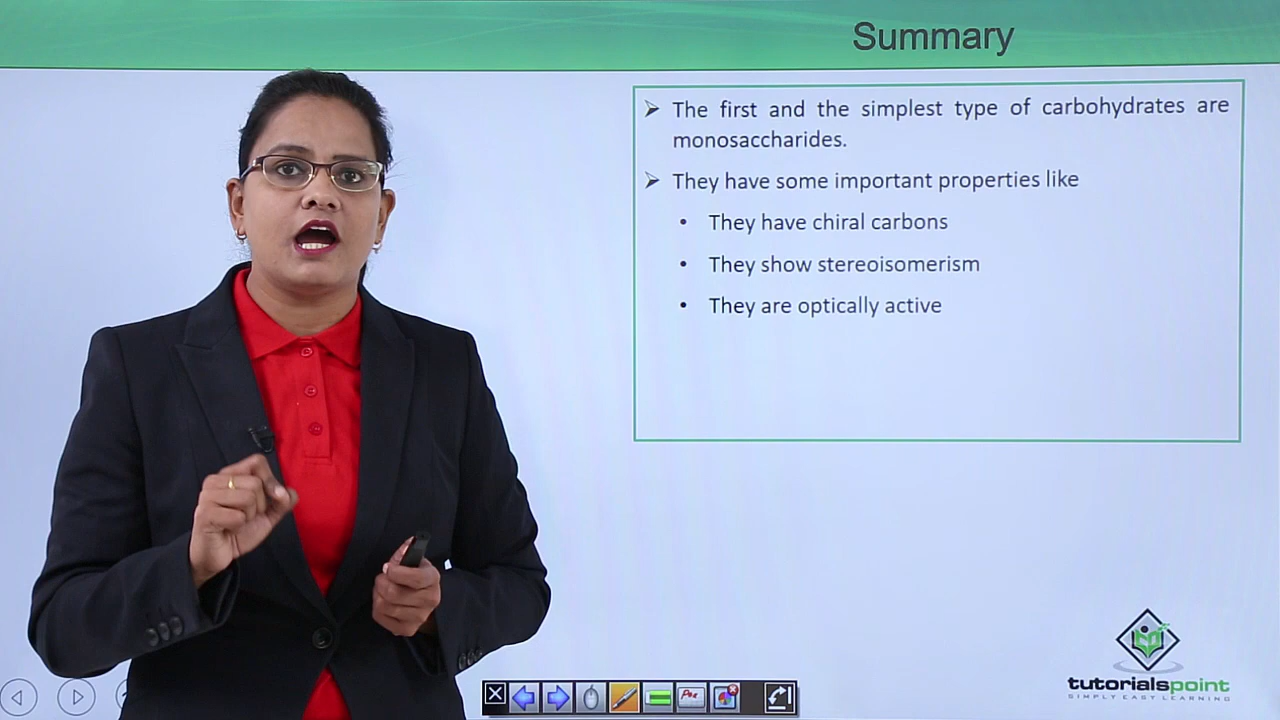 Summary
➢ The first and the simplest type of carbohydrates are
monosaccharides.
➢ They have some important properties like
• They have chiral carbons
• They show stereoisomerism
• They are optically active
tutorialspoint
SIMPLY EASY LEARNING
Pen